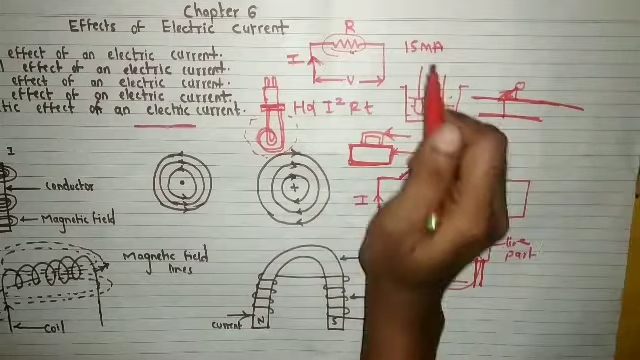 Chapter 6
Effects of Electric Current
effect of an electric current.
effect of an electric current.
effect of an electric current.
effect of an electric current.
effect of an electric current.
R
I
V
15mA
Hα I² R t
I
conductor
Magnetic field
I
Magnetic field
lines
coil
current
N
S
part